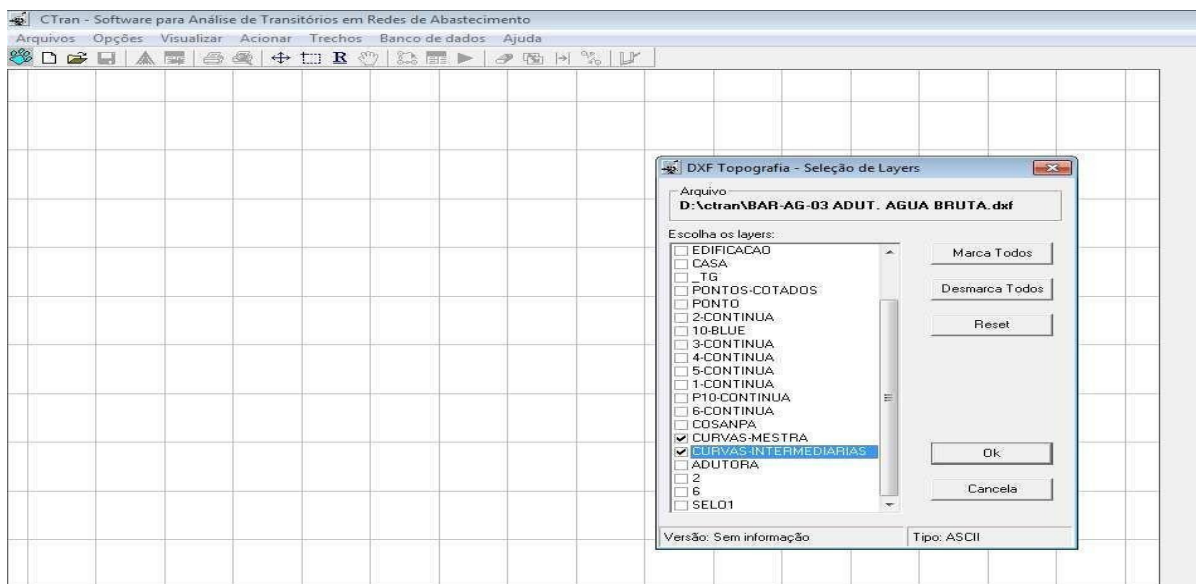 CTran - Software para Análise de Transitórios em Redes de Abastecimento
Arquivos Opções Visualizar Acionar Trechos Banco de dados Ajuda
R
DXF Topografia - Seleção de Layers
Arquivo
D:\ctran\BAR-AG-03 ADUT. AGUA BRUTA.dxf
Escolha os layers:
EDIFICACAO
CASA
_TG
PONTOS-COTADOS
PONTO
2-CONTINUA
10-BLUE
3-CONTINUA
4-CONTINUA
5-CONTINUA
1-CONTINUA
P10-CONTINUA
6-CONTINUA
COSANPA
CURVAS-MESTRA
CURVAS-INTERMEDIARIAS
ADUTORA
2
6
SELO1
Marca Todos
Desmarca Todos
Reset
Ok
Cancela
Versão: Sem informação
Tipo: ASCII